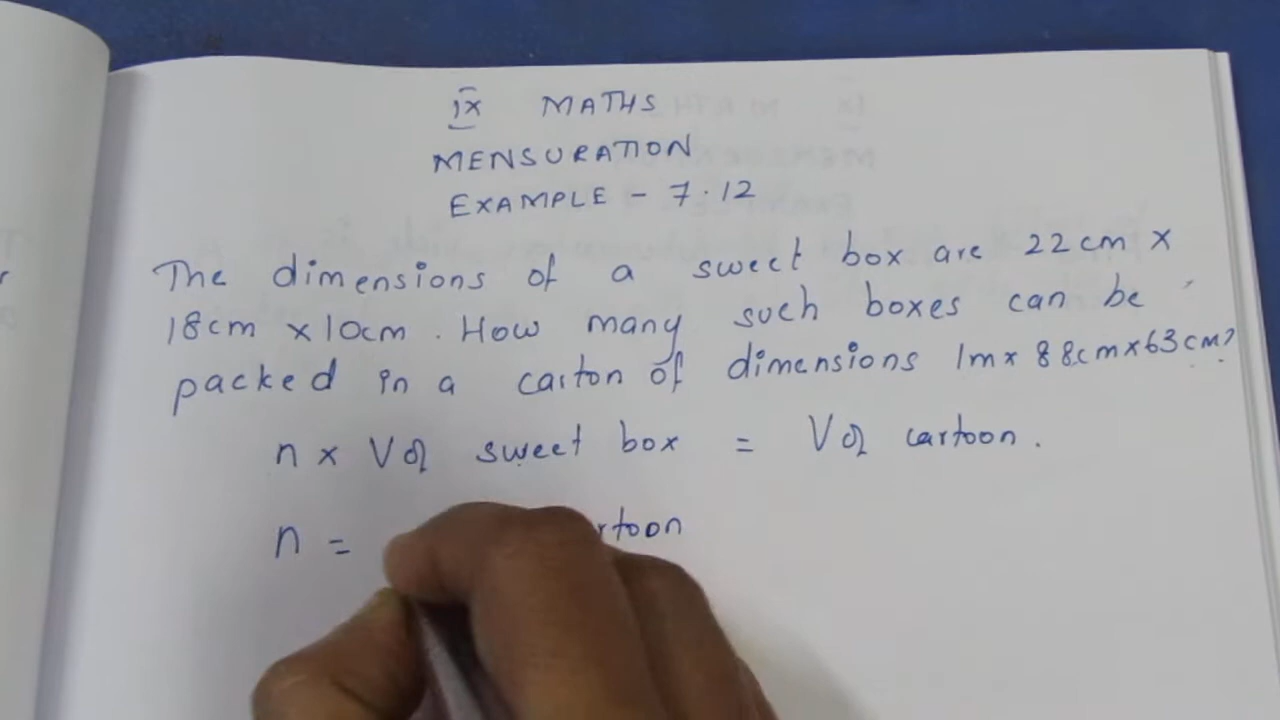 IX MATHS
MENSURATION
EXAMPLE - 7.12
The dimensions of a sweet box are 22cm x
18cm x 10cm. How many such boxes can be
packed in a carton of dimensions 1m x 88cm x 63cm?
n x V of sweet box = V of cartoon.
n =